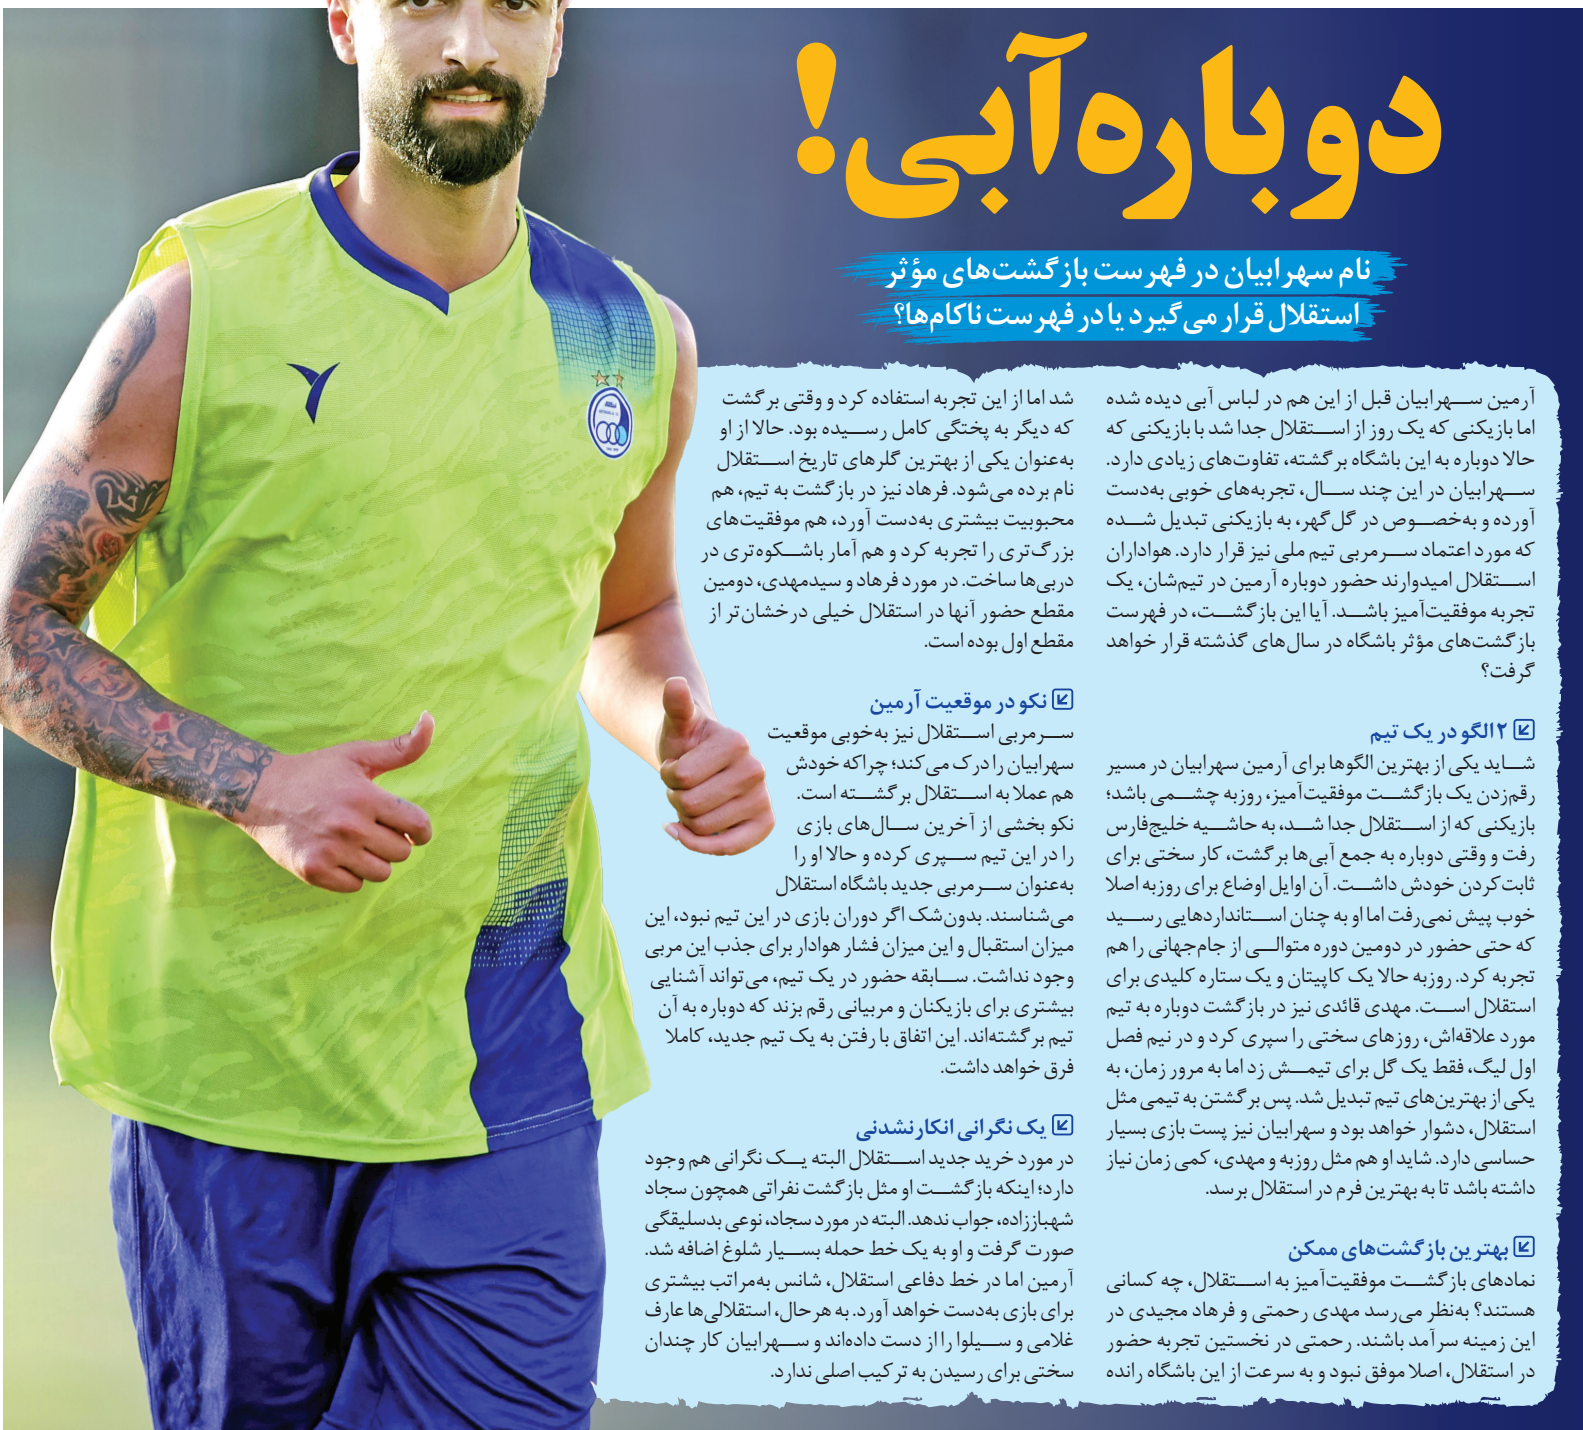 دوباره آبی!
نام سهرابیان در فهرست بازگشت‌های مؤثر
استقلال قرار می‌گیرد یا در فهرست ناکام‌ها؟
آرمین سهرابیان قبل از این هم در لباس آبی دیده شده
اما بازیکنی که یک روز از استقلال جدا شد با بازیکنی که
حالا دوباره به این باشگاه برگشته، تفاوت‌های زیادی دارد.
سهرابیان در این چند سال، تجربه‌های خوبی به‌دست
آورده و به‌خصوص در گل‌گهر، به بازیکنی تبدیل شده
که مورد اعتماد سرمربی تیم ملی نیز قرار دارد. هواداران
استقلال امیدوارند حضور دوباره آرمین در تیم‌شان، یک
تجربه موفقیت‌آمیز باشد. آیا این بازگشت، در فهرست
بازگشت‌های مؤثر باشگاه در سال‌های گذشته قرار خواهد
گرفت؟
۲ الگو در یک تیم
شاید یکی از بهترین الگوها برای آرمین سهرابیان در مسیر
رقم‌زدن یک بازگشت موفقیت‌آمیز، روزبه چشمی باشد؛
بازیکنی که از استقلال جدا شد، به حاشیه خلیج‌فارس
رفت و وقتی دوباره به جمع آبی‌ها برگشت، کار سختی برای
ثابت‌کردن خودش داشت. آن اوایل اوضاع برای روزبه اصلا
خوب پیش نمی‌رفت اما او به چنان استانداردهایی رسید
که حتی حضور در دومین دوره متوالی از جام‌جهانی را هم
تجربه کرد. روزبه حالا یک کاپیتان و یک ستاره کلیدی برای
استقلال است. مهدی قائدی نیز در بازگشت دوباره به تیم
مورد علاقه‌اش، روزهای سختی را سپری کرد و در نیم فصل
اول لیگ، فقط یک گل برای تیمش زد اما به مرور زمان، به
یکی از بهترین‌های تیم تبدیل شد. پس برگشتن به تیمی مثل
استقلال، دشوار خواهد بود و سهرابیان نیز پست بازی بسیار
حساسی دارد. شاید او هم مثل روزبه و مهدی، کمی زمان نیاز
داشته باشد تا به بهترین فرم در استقلال برسد.
بهترین بازگشت‌های ممکن
نمادهای بازگشت موفقیت‌آمیز به استقلال، چه کسانی
هستند؟ به‌نظر می‌رسد مهدی رحمتی و فرهاد مجیدی در
این زمینه سرآمد باشند. رحمتی در نخستین تجربه حضور
در استقلال، اصلا موفق نبود و به سرعت از این باشگاه رانده
شد اما از این تجربه استفاده کرد و وقتی برگشت
که دیگر به پختگی کامل رسیده بود. حالا از او
به‌عنوان یکی از بهترین گلرهای تاریخ استقلال
نام برده می‌شود. فرهاد نیز در بازگشت به تیم، هم
محبوبیت بیشتری به‌دست آورد، هم موفقیت‌های
بزرگ‌تری را تجربه کرد و هم آمار باشکوه‌تری در
دربی‌ها ساخت. در مورد فرهاد و سیدمهدی، دومین
مقطع حضور آنها در استقلال خیلی درخشان‌تر از
مقطع اول بوده است.
نکو در موقعیت آرمین
سرمربی استقلال نیز به‌خوبی موقعیت
سهرابیان را درک می‌کند؛ چراکه خودش
هم عملا به استقلال برگشته است.
نکو بخشی از آخرین سال‌های بازی
را در این تیم سپری کرده و حالا او را
به‌عنوان سرمربی جدید باشگاه استقلال
می‌شناسند. بدون‌شک اگر دوران بازی در این تیم نبود، این
میزان استقبال و این میزان فشار هوادار برای جذب این مربی
وجود نداشت. سابقه حضور در یک تیم، می‌تواند آشنایی
بیشتری برای بازیکنان و مربیانی رقم بزند که دوباره به آن
تیم برگشته‌اند. این اتفاق با رفتن به یک تیم جدید، کاملا
فرق خواهد داشت.
یک نگرانی انکارنشدنی
در مورد خرید جدید استقلال البته یک نگرانی هم وجود
دارد؛ اینکه بازگشت او مثل بازگشت نفراتی همچون سجاد
شهباززاده، جواب ندهد. البته در مورد سجاد، نوعی بدسلیقگی
صورت گرفت و او به یک خط حمله بسیار شلوغ اضافه شد.
آرمین اما در خط دفاعی استقلال، شانس به‌مراتب بیشتری
برای بازی به‌دست خواهد آورد. به هرحال، استقلالی‌ها عارف
غلامی و سیلوا را از دست داده‌اند و سهرابیان کار چندان
سختی برای رسیدن به ترکیب اصلی ندارد.